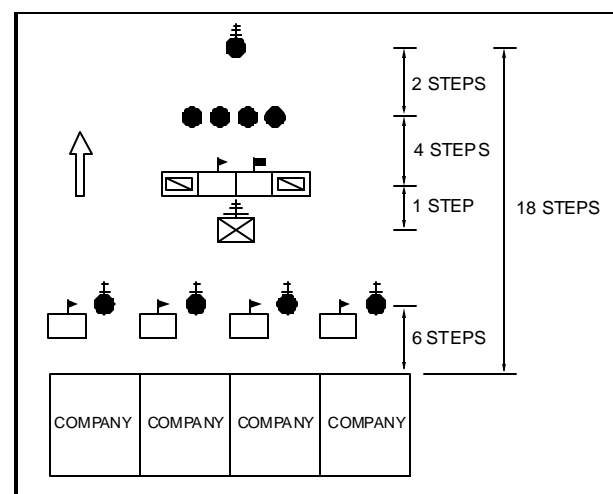 2 STEPS
4 STEPS
1 STEP
18 STEPS
6 STEPS
COMPANY COMPANY COMPANY COMPANY